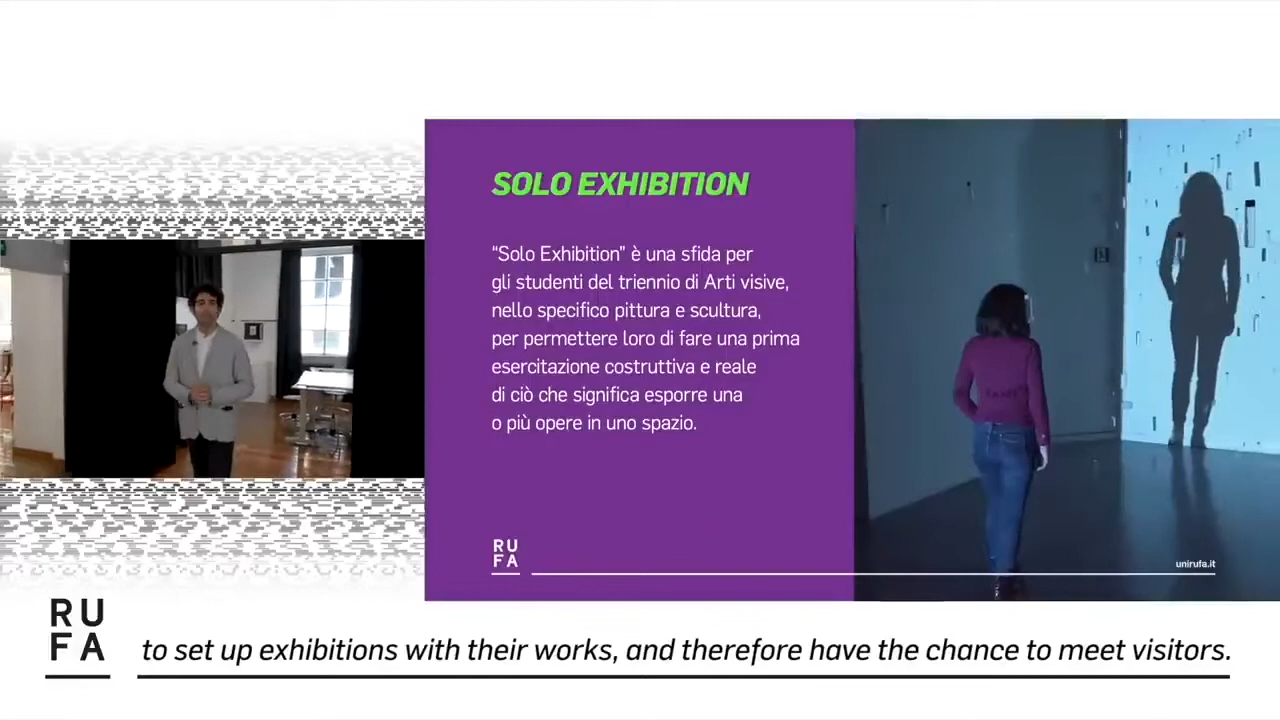 SOLO EXHIBITION
“Solo Exhibition” è una sfida per
gli studenti del triennio di Arti visive,
nello specifico pittura e scultura,
per permettere loro di fare una prima
esercitazione costruttiva e reale
di ciò che significa esporre una
o più opere in uno spazio.
RU
FA
unirufa.it
RU
FA
to set up exhibitions with their works, and therefore have the chance to meet visitors.